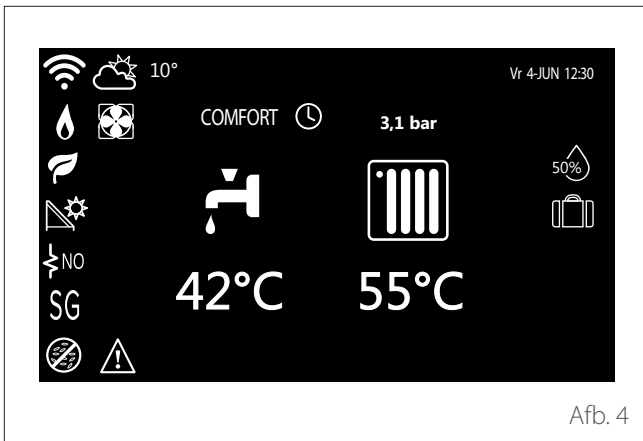 10°
Vr 4-JUN 12:30
COMFORT
3,1 bar
50%
NO
42°C 55°C
SG
Afb. 4